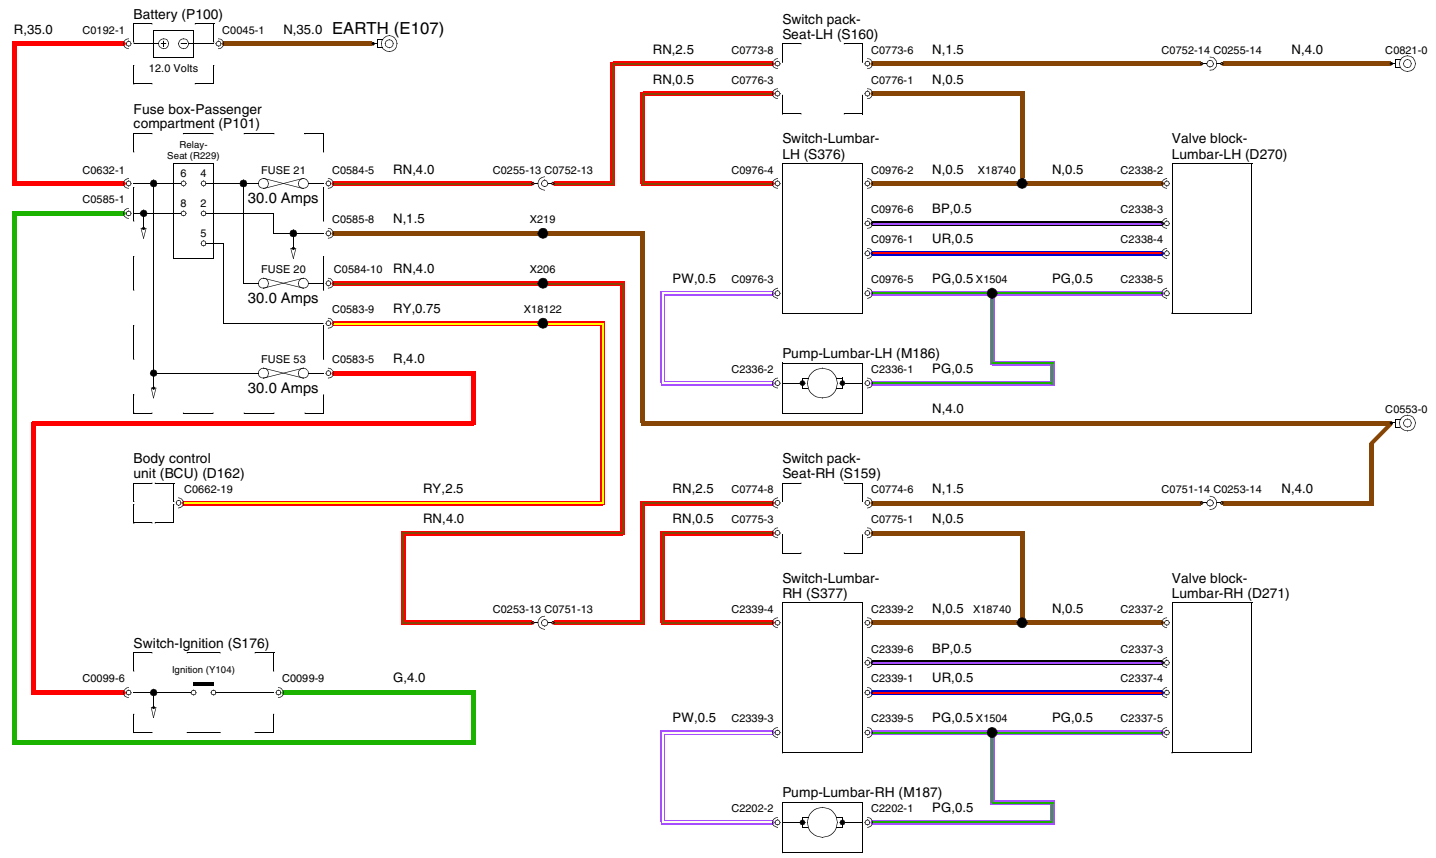 Battery (P100)
R,35.0 C0192-1 C0045-1 N,35.0 EARTH (E107)
12.0 Volts
Fuse box-Passenger
compartment (P101)
Relay-
Seat (R229)
C0632-1 6 4 FUSE 21 C0584-5 RN,4.0 C0255-13 C0752-13
30.0 Amps
C0585-1 8 2 C0585-8 N,1.5 X219
5
FUSE 20 C0584-10 RN,4.0 X206
30.0 Amps
C0583-9 RY,0.75 X18122
FUSE 53 C0583-5 R,4.0
30.0 Amps
Body control
unit (BCU) (D162)
C0662-19 RY,2.5
RN,4.0
C0253-13 C0751-13
Switch-Ignition (S176)
Ignition (Y104)
C0099-6 C0099-9 G,4.0
Switch pack-
Seat-LH (S160)
RN,2.5 C0773-8 C0773-6 N,1.5 C0752-14 C0255-14 N,4.0 C0821-0
RN,0.5 C0776-3 C0776-1 N,0.5
Switch-Lumbar-
LH (S376)
Valve block-
Lumbar-LH (D270)
C0976-4 C0976-2 N,0.5 X18740 N,0.5 C2338-2
C0976-6 BP,0.5 C2338-3
C0976-1 UR,0.5 C2338-4
PW,0.5 C0976-3 C0976-5 PG,0.5 X1504 PG,0.5 C2338-5
Pump-Lumbar-LH (M186)
C2336-2 C2336-1 PG,0.5
N,4.0 C0553-0
Switch pack-
Seat-RH (S159)
RN,2.5 C0774-8 C0774-6 N,1.5 C0751-14 C0253-14 N,4.0
RN,0.5 C0775-3 C0775-1 N,0.5
Switch-Lumbar-
RH (S377)
Valve block-
Lumbar-RH (D271)
C2339-4 C2339-2 N,0.5 X18740 N,0.5 C2337-2
C2339-6 BP,0.5 C2337-3
C2339-1 UR,0.5 C2337-4
PW,0.5 C2339-3 C2339-5 PG,0.5 X1504 PG,0.5 C2337-5
Pump-Lumbar-RH (M187)
C2202-2 C2202-1 PG,0.5